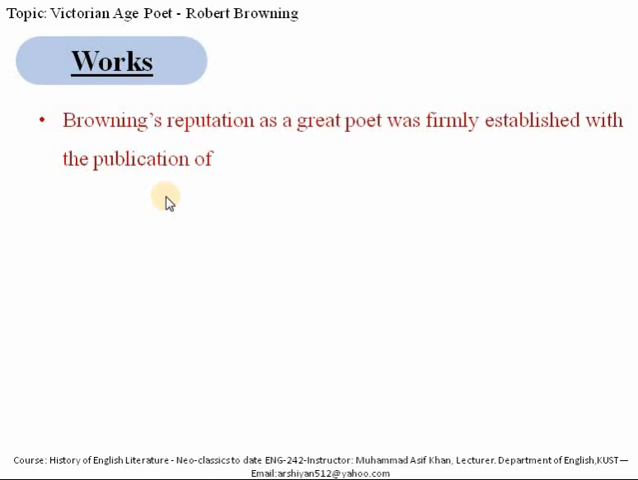 Topic: Victorian Age Poet - Robert Browning
Works
• Browning's reputation as a great poet was firmly established with
the publication of
Course: History of English Literature - Neo-classics to date ENG-242-Instructor: Muhammad Asif Khan, Lecturer. Department of English,KUST—
Email:arshiyan512@yahoo.com